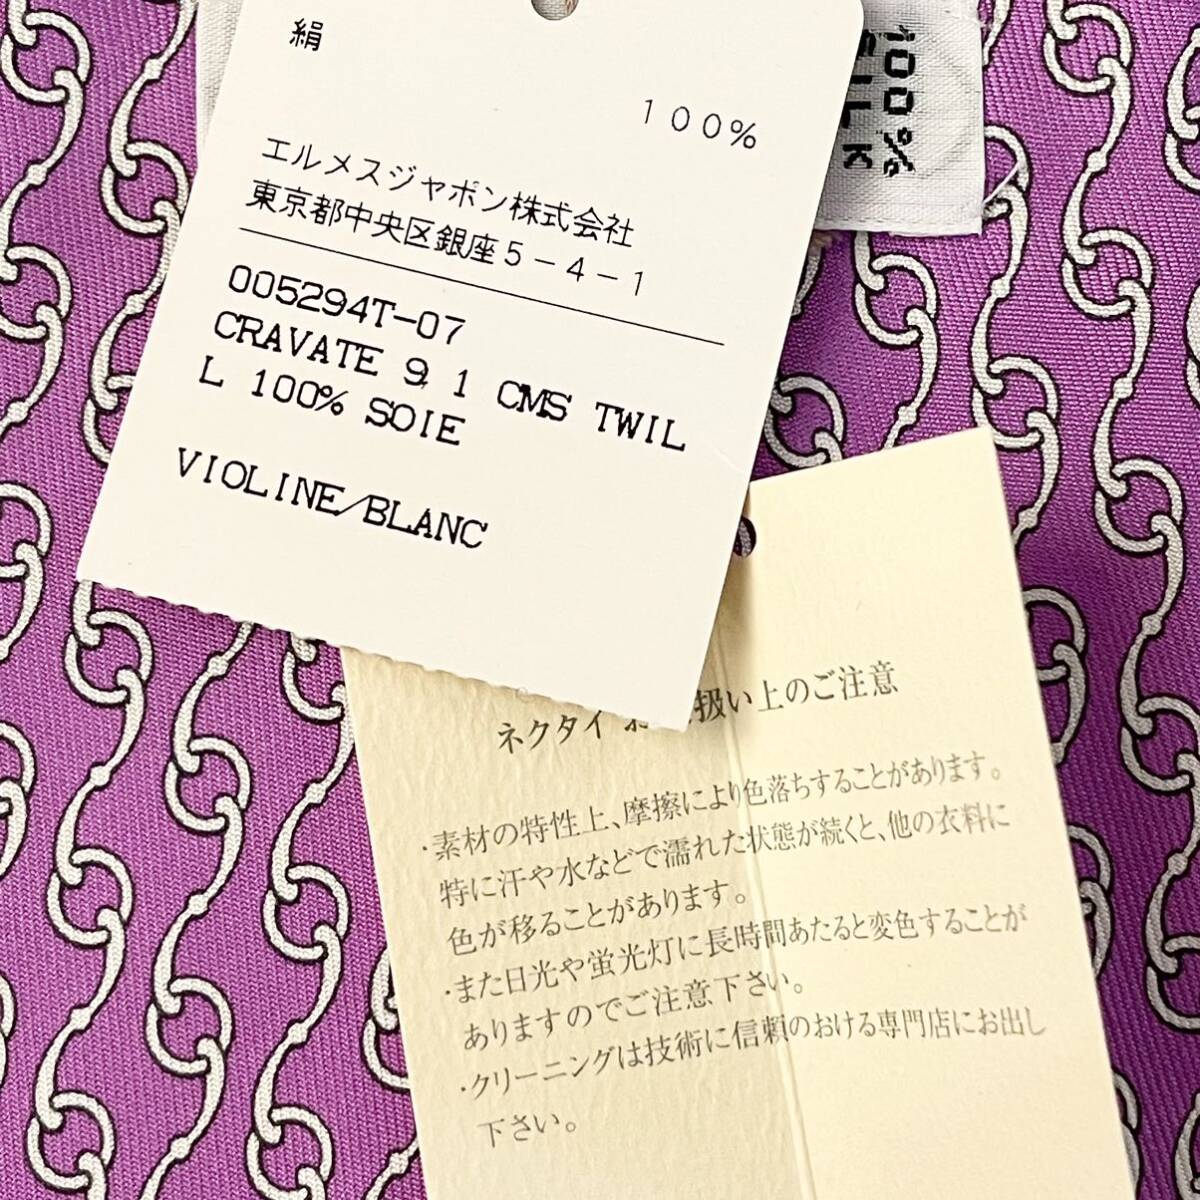 絹
100%
エルメスジャポン株式会社
東京都中央区銀座5-4-1
005294T-07
CRAVATE 9.1 CMS TWIL
L 100% SOIE
VIOLINE/BLANC
100%
SILK
ネクタイ 扱い上のご注意
・素材の特性上、摩擦により色落ちすることがあります。
特に汗や水などで濡れた状態が続くと、他の衣料に
色が移ることがあります。
・また日光や蛍光灯に長時間あたると変色することが
ありますのでご注意下さい。
・クリーニングは技術に信頼のおける専門店にお出し
下さい。